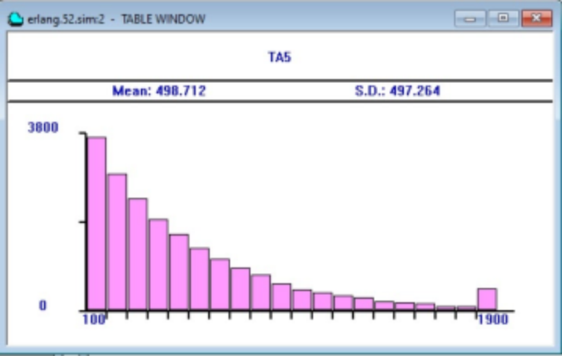 erlang.52.sim:2 - TABLE WINDOW
TA5
Mean: 498.712 S.D.: 497.264
3800
0
100 1900